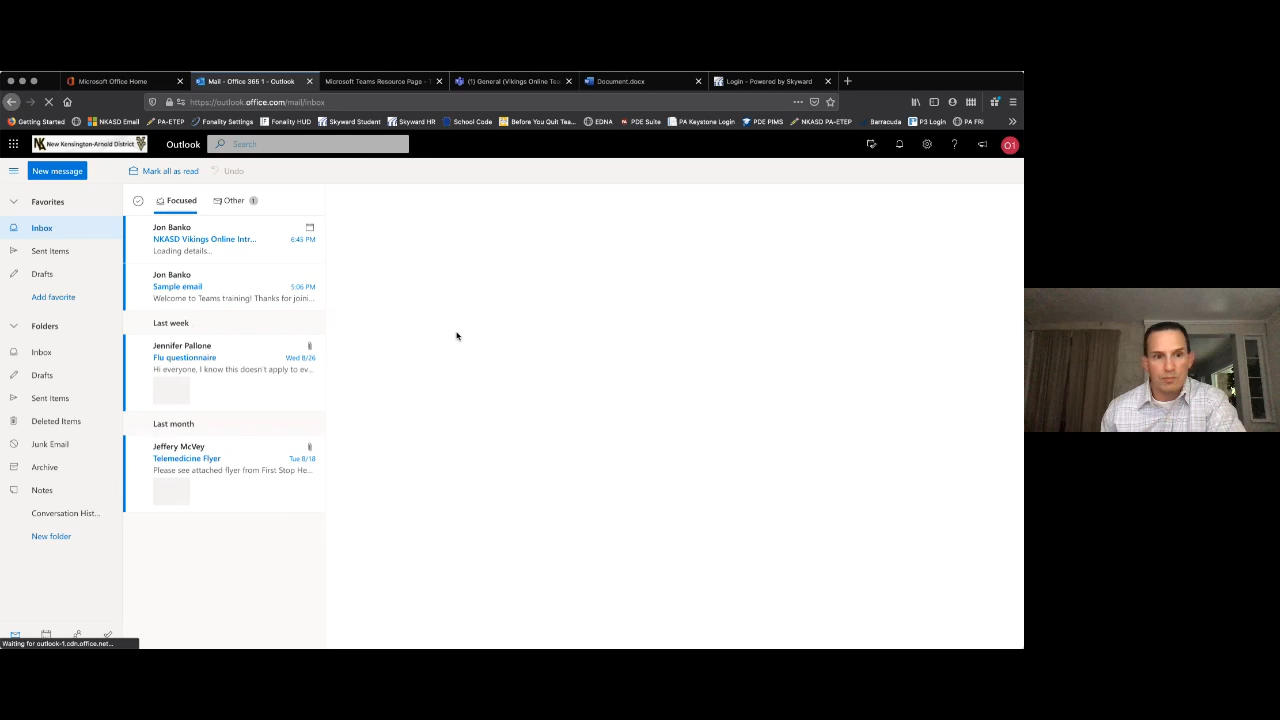 Microsoft Office Home
Mail - Office 365 1 - Outlook
Microsoft Teams Resource Page - T
(1) General (Vikings Online Tea
Document.docx
Login - Powered by Skyward
https://outlook.office.com/mail/inbox
Getting Started
NKASD Email
PA-ETEP
Fonality Settings
Fonality HUD
Skyward Student
Skyward HR
School Code
Before You Quit Tea...
EDNA
PDE Suite
PA Keystone Login
PDE PIMS
NKASD PA-ETEP
Barracuda
P3 Login
PA FRI
New Kensington-Arnold District
Outlook
Search
O1
New message
Mark all as read
Undo
Favorites
Focused
Other 1
Inbox
Sent Items
Drafts
Add favorite
Folders
Inbox
Drafts
Sent Items
Deleted Items
Junk Email
Archive
Notes
Conversation Hist...
New folder
Jon Banko
NKASD Vikings Online Intr... 6:45 PM
Loading details...
Jon Banko
Sample email 5:06 PM
Welcome to Teams training! Thanks for joini...
Last week
Jennifer Pallone
Flu questionnaire Wed 8/26
Hi everyone, I know this doesn't apply to ev...
Last month
Jeffery McVey
Telemedicine Flyer Tue 8/18
Please see attached flyer from First Stop He...
Waiting for outlook-1.cdn.office.net...